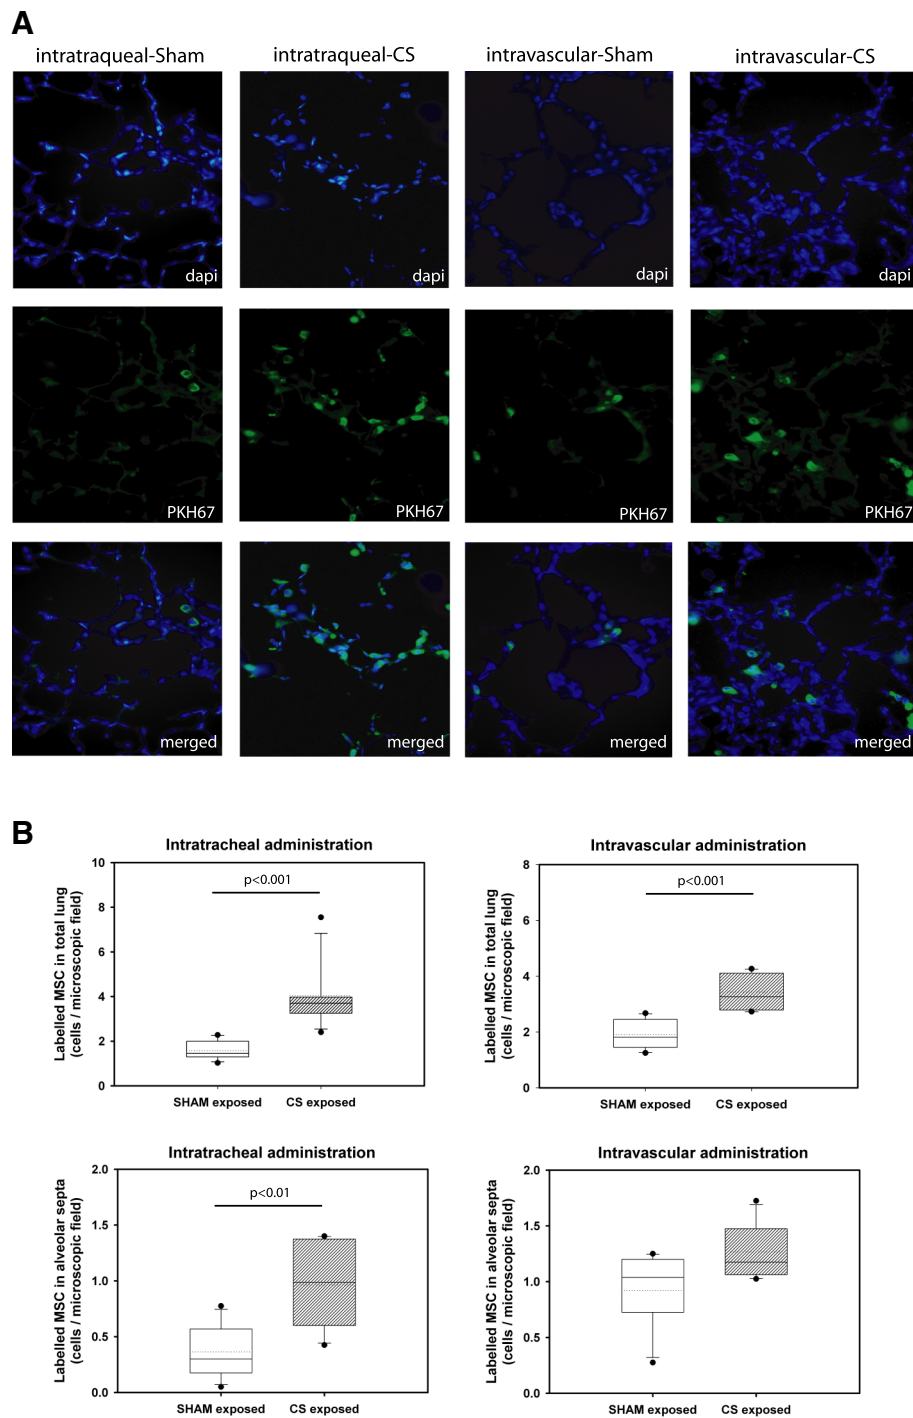 A
intratraqueal-Sham intratraqueal-CS intravascular-Sham intravascular-CS
dapi dapi dapi dapi
PKH67 PKH67 PKH67 PKH67
merged merged merged merged
B
Intratracheal administration
Labelled MSC in total lung
(cells / microscopic field)
10
8
6
4
2
0
p<0.001
SHAM exposed CS exposed
Intravascular administration
Labelled MSC in total lung
(cells / microscopic field)
8
6
4
2
0
p<0.001
SHAM exposed CS exposed
Intratracheal administration
Labelled MSC in alveolar septa
(cells / microscopic field)
2.0
1.5
1.0
0.5
0.0
p<0.01
SHAM exposed CS exposed
Intravascular administration
Labelled MSC in alveolar septa
(cells / microscopic field)
2.0
1.5
1.0
0.5
0.0
SHAM exposed CS exposed